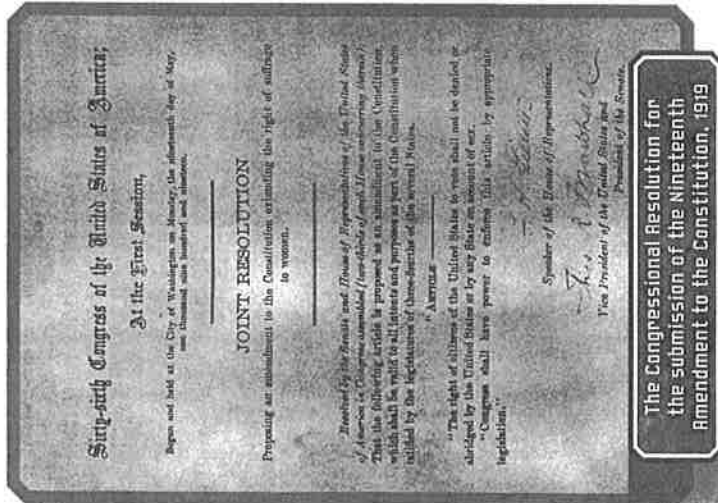 Sixty-sixth Congress of the United States of America;
At the First Session,
Begun and held at the City of Washington on Monday, the nineteenth day of May,
one thousand nine hundred and nineteen.
JOINT RESOLUTION
Proposing an amendment to the Constitution extending the right of suffrage
to women.
Resolved by the Senate and House of Representatives of the United States
of America in Congress assembled (two-thirds of each House concurring therein),
That the following article is proposed as an amendment to the Constitution,
which shall be valid to all intents and purposes as part of the Constitution when
ratified by the legislatures of three-fourths of the several States.
"ARTICLE
"The right of citizens of the United States to vote shall not be denied or
abridged by the United States or by any State on account of sex.
"Congress shall have power to enforce this article by appropriate
legislation."
Speaker of the House of Representatives.
Thos R Marshall
Vice President of the United States and
President of the Senate.
The Congressional Resolution for
the submission of the Nineteenth
Amendment to the Constitution, 1919